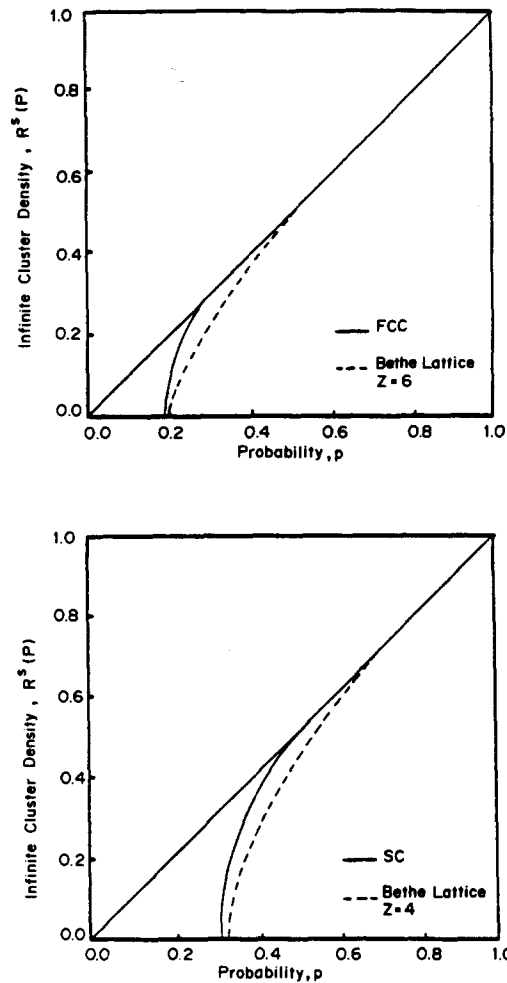 1.0
0.8
0.6
0.4
0.2
0.0
Infinite Cluster Density, R^s(P)
FCC
Bethe Lattice
Z=6
0.0 0.2 0.4 0.6 0.8 1.0
Probability, p
1.0
0.8
0.6
0.4
0.2
0.0
Infinite Cluster Density, R^s(P)
SC
Bethe Lattice
Z=4
0.0 0.2 0.4 0.6 0.8 1.0
Probability, p